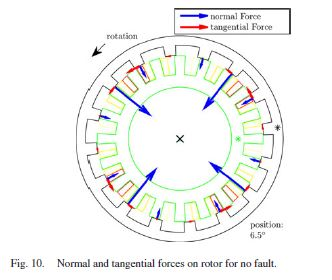 normal Force
tangential Force
rotation
position:
6.5°
Fig. 10. Normal and tangential forces on rotor for no fault.